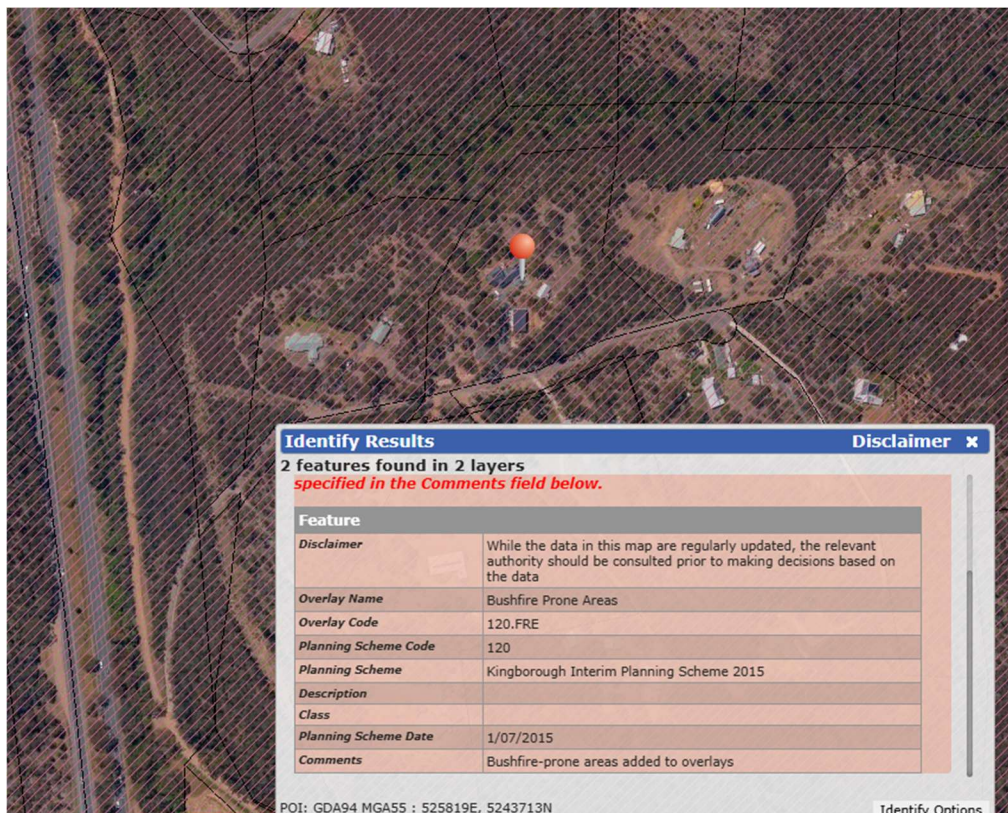 Identify Results Disclaimer ×
2 features found in 2 layers
specified in the Comments field below.
Feature
Disclaimer While the data in this map are regularly updated, the relevant
authority should be consulted prior to making decisions based on
the data
Overlay Name Bushfire Prone Areas
Overlay Code 120.FRE
Planning Scheme Code 120
Planning Scheme Kingborough Interim Planning Scheme 2015
Description
Class
Planning Scheme Date 1/07/2015
Comments Bushfire-prone areas added to overlays
POI: GDA94 MGA55 : 525819E, 5243713N Identify Options